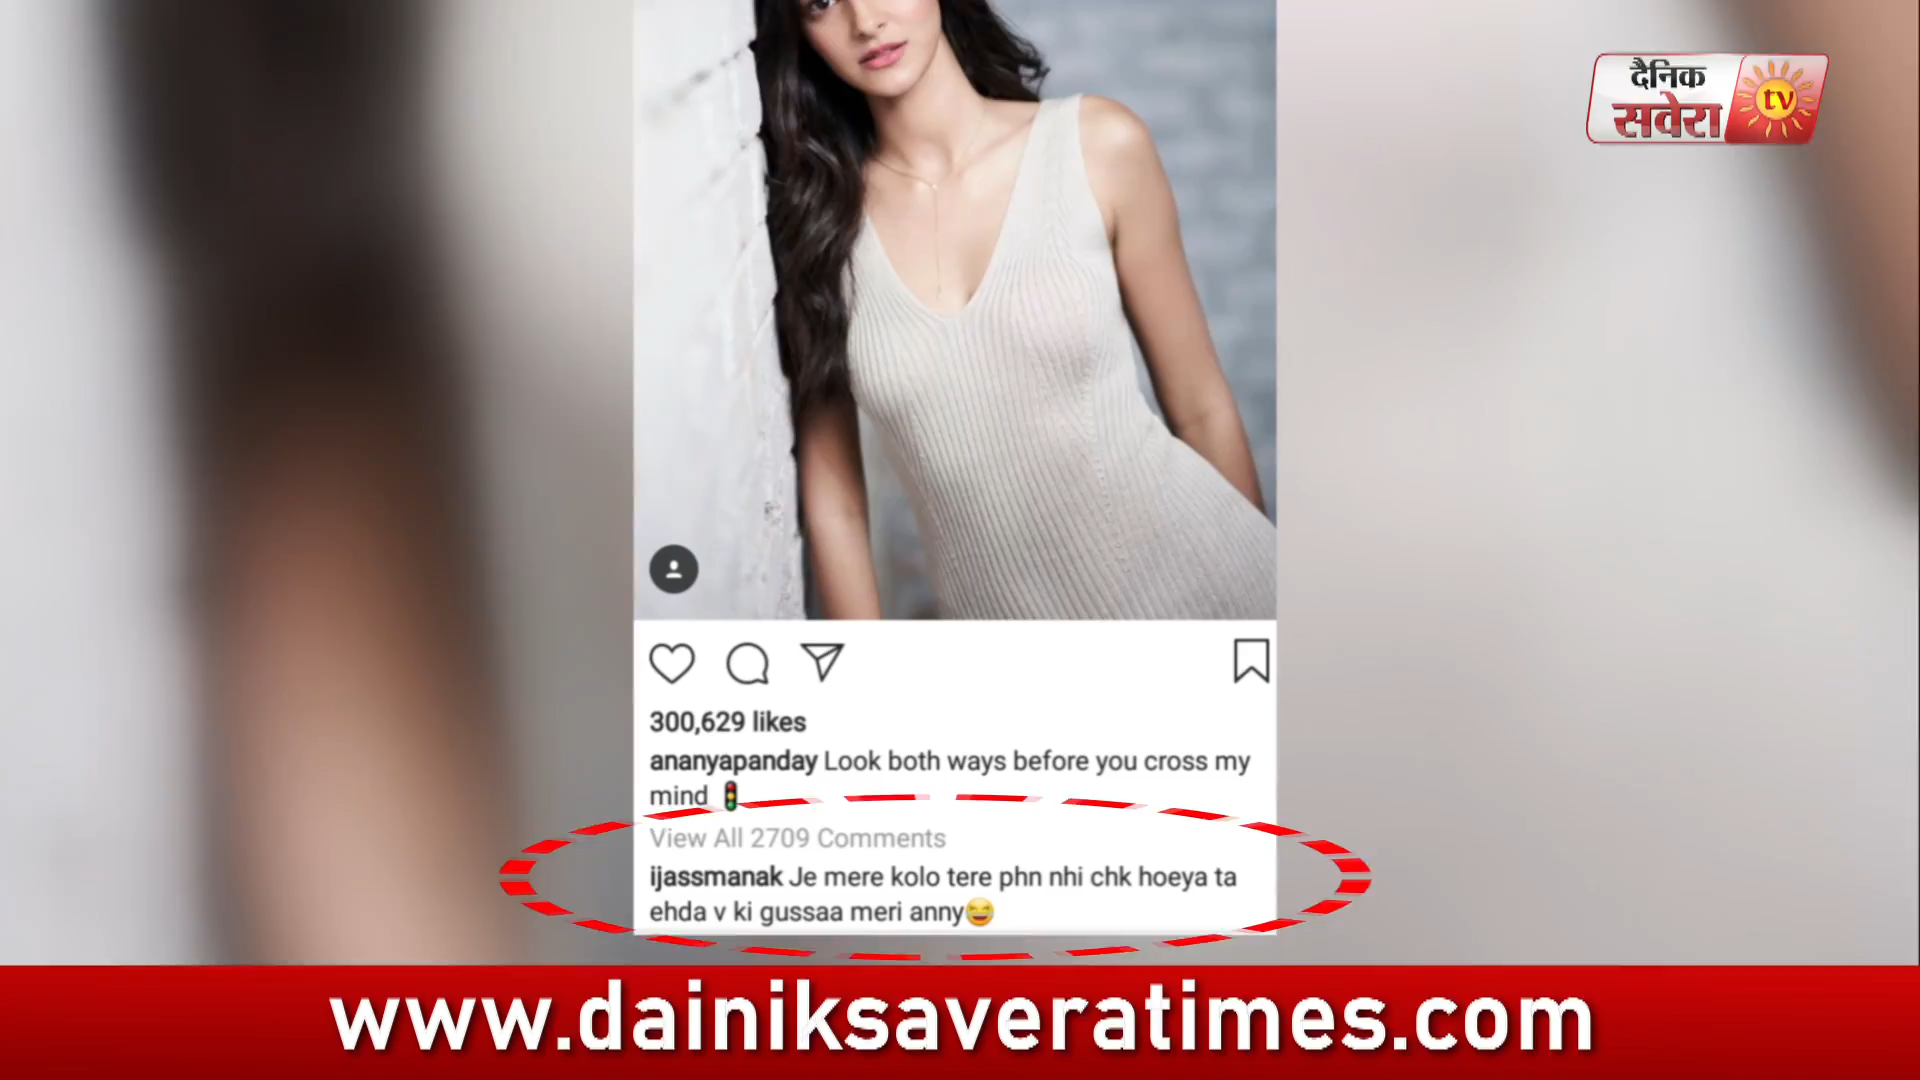 दैनिक
सवेरा tv
300,629 likes
ananyapanday Look both ways before you cross my
mind 🚦
View All 2709 Comments
ijassmanak Je mere kolo tere phn nhi chk hoeya ta
ehda v ki gussaa meri anny😆
www.dainiksaveratimes.com